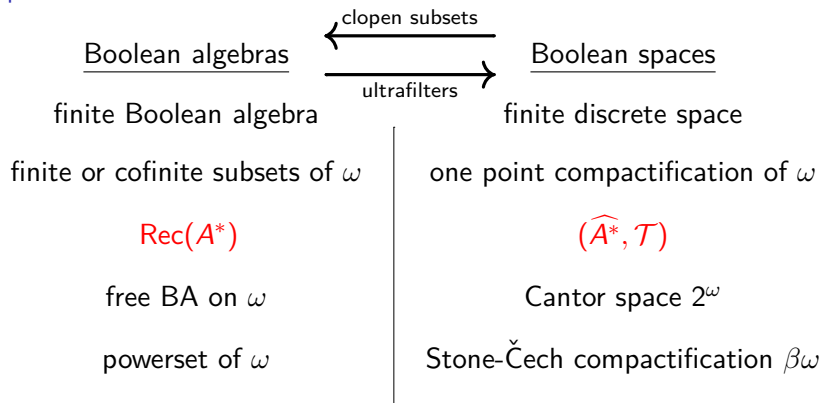 clopen subsets
Boolean algebras Boolean spaces
ultrafilters
finite Boolean algebra finite discrete space
finite or cofinite subsets of ω one point compactification of ω
Rec(A*) (\widehat{A*}, 𝒯)
free BA on ω Cantor space 2^ω
powerset of ω Stone-Čech compactification βω